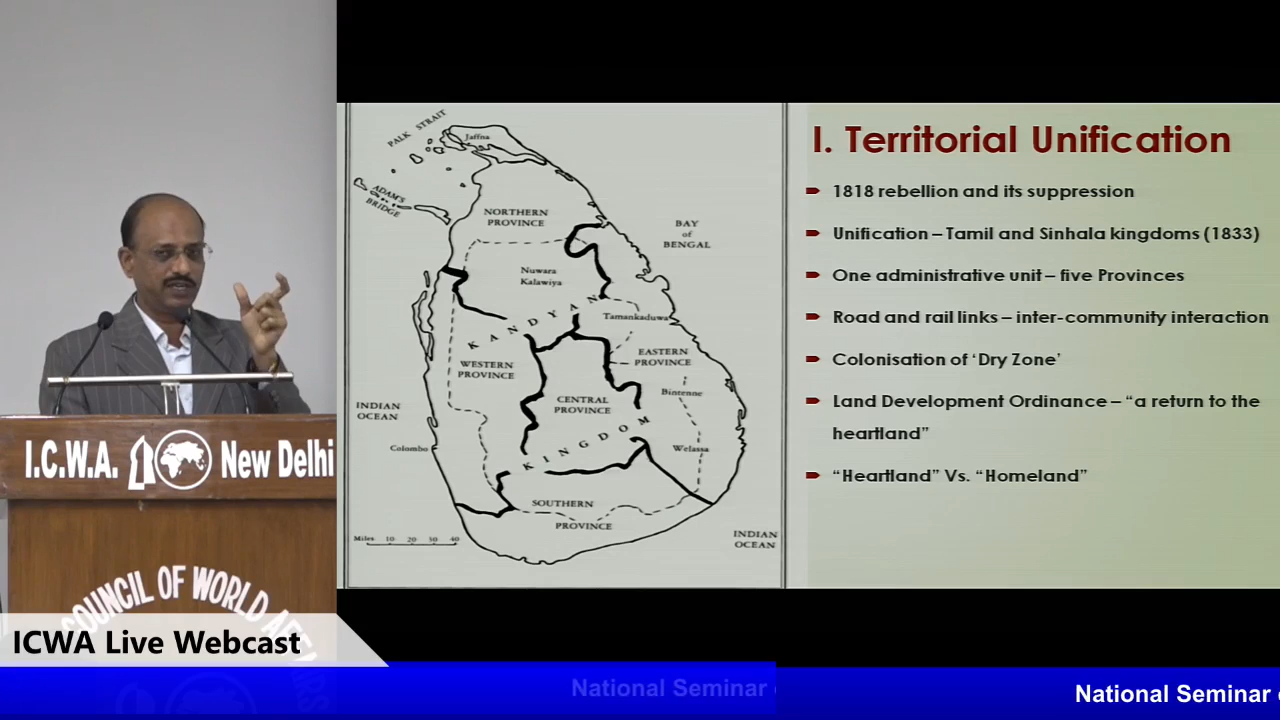 I.C.W.A. New Delhi
COUNCIL OF WORLD
ICWA Live Webcast
National Seminar
National Seminar
PALK STRAIT
Jaffna
ADAM'S
BRIDGE
NORTHERN
PROVINCE
BAY
of
BENGAL
Nuwara
Kalawiya
KANDYAN
Tamankaduwa
WESTERN
PROVINCE
EASTERN
PROVINCE
Bintenne
CENTRAL
PROVINCE
INDIAN
OCEAN
KINGDOM
Colombo
Welassa
SOUTHERN
PROVINCE
Miles 10 20 30 40
INDIAN
OCEAN
I. Territorial Unification
1818 rebellion and its suppression
Unification – Tamil and Sinhala kingdoms (1833)
One administrative unit – five Provinces
Road and rail links – inter-community interaction
Colonisation of ‘Dry Zone’
Land Development Ordinance – “a return to the
heartland”
“Heartland” Vs. “Homeland”